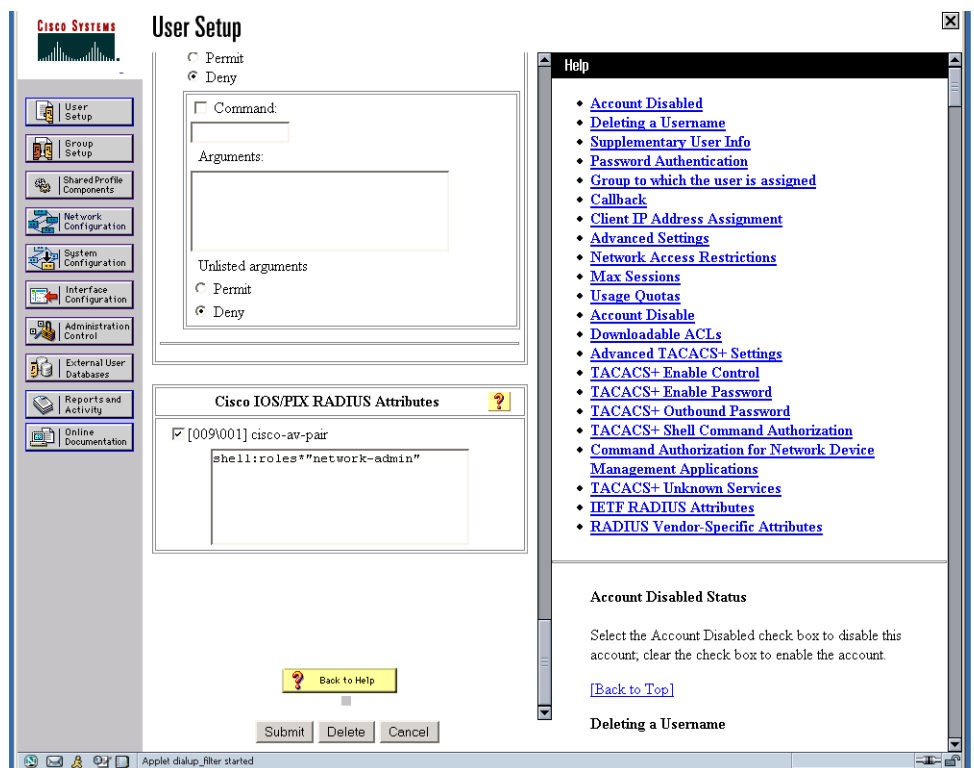 CISCO SYSTEMS
User Setup
User
Setup
Group
Setup
Shared Profile
Components
Network
Configuration
System
Configuration
Interface
Configuration
Administration
Control
External User
Databases
Reports and
Activity
Online
Documentation
Permit
Deny
Command:
Arguments:
Unlisted arguments
Permit
Deny
Cisco IOS/PIX RADIUS Attributes
?
[009\001] cisco-av-pair
shell:roles*"network-admin"
? Back to Help
Submit
Delete
Cancel
Help
Account Disabled
Deleting a Username
Supplementary User Info
Password Authentication
Group to which the user is assigned
Callback
Client IP Address Assignment
Advanced Settings
Network Access Restrictions
Max Sessions
Usage Quotas
Account Disable
Downloadable ACLs
Advanced TACACS+ Settings
TACACS+ Enable Control
TACACS+ Enable Password
TACACS+ Outbound Password
TACACS+ Shell Command Authorization
Command Authorization for Network Device
Management Applications
TACACS+ Unknown Services
IETF RADIUS Attributes
RADIUS Vendor-Specific Attributes
Account Disabled Status
Select the Account Disabled check box to disable this
account; clear the check box to enable the account.
[Back to Top]
Deleting a Username
Applet dialup_filter started